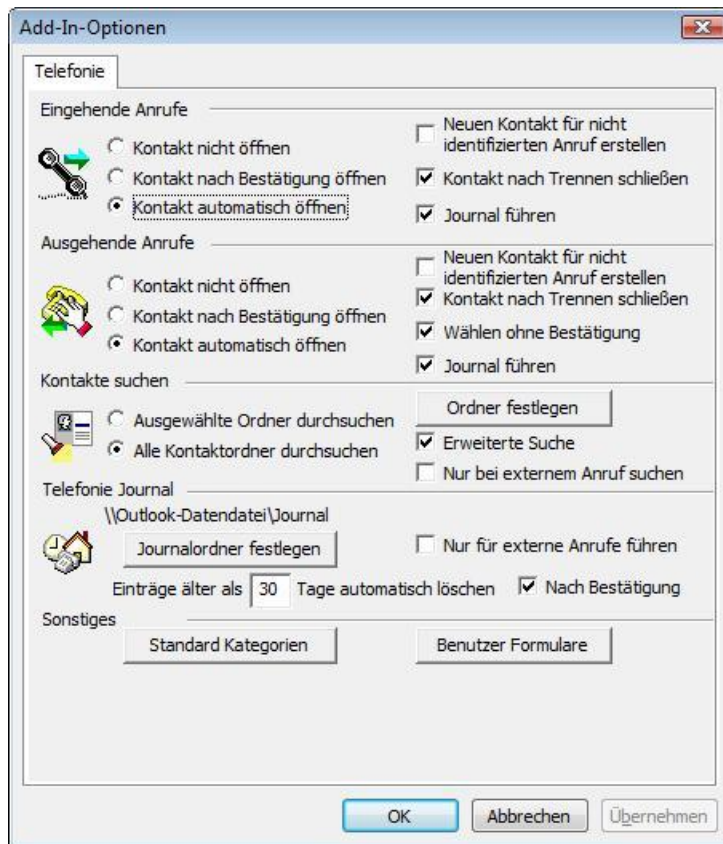 Add-In-Optionen
Telefonie
Eingehende Anrufe
Kontakt nicht öffnen
Kontakt nach Bestätigung öffnen
Kontakt automatisch öffnen
Neuen Kontakt für nicht
identifizierten Anruf erstellen
Kontakt nach Trennen schließen
Journal führen
Ausgehende Anrufe
Kontakt nicht öffnen
Kontakt nach Bestätigung öffnen
Kontakt automatisch öffnen
Neuen Kontakt für nicht
identifizierten Anruf erstellen
Kontakt nach Trennen schließen
Wählen ohne Bestätigung
Journal führen
Kontakte suchen
Ausgewählte Ordner durchsuchen
Alle Kontaktordner durchsuchen
Ordner festlegen
Erweiterte Suche
Nur bei externem Anruf suchen
Telefonie Journal
\\Outlook-Datendatei\Journal
Journalordner festlegen
Nur für externe Anrufe führen
Einträge älter als 30 Tage automatisch löschen Nach Bestätigung
Sonstiges
Standard Kategorien
Benutzer Formulare
OK
Abbrechen
Übernehmen